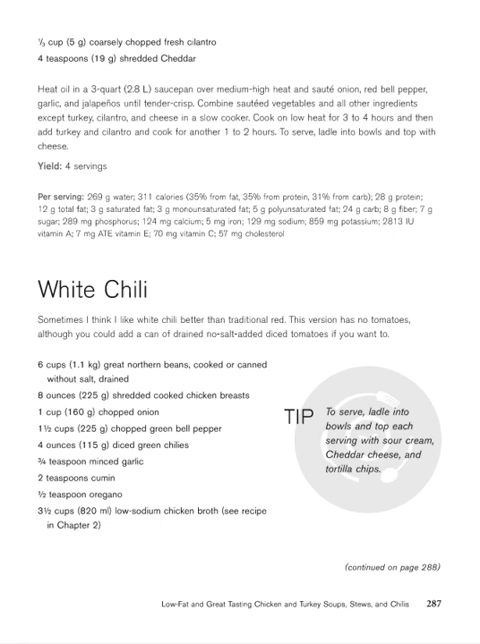 ⅓ cup (5 g) coarsely chopped fresh cilantro
4 teaspoons (19 g) shredded Cheddar
Heat oil in a 3-quart (2.8 L) saucepan over medium-high heat and sauté onion, red bell pepper,
garlic, and jalapeños until tender-crisp. Combine sautéed vegetables and all other ingredients
except turkey, cilantro, and cheese in a slow cooker. Cook on low heat for 3 to 4 hours and then
add turkey and cilantro and cook for another 1 to 2 hours. To serve, ladle into bowls and top with
cheese.
Yield: 4 servings
Per serving: 269 g water; 311 calories (35% from fat, 35% from protein, 31% from carb); 28 g protein;
12 g total fat; 3 g saturated fat; 3 g monounsaturated fat; 5 g polyunsaturated fat; 24 g carb; 8 g fiber; 7 g
sugar; 289 mg phosphorus; 124 mg calcium; 5 mg iron; 129 mg sodium; 859 mg potassium; 2813 IU
vitamin A; 7 mg ATE vitamin E; 70 mg vitamin C; 57 mg cholesterol
White Chili
Sometimes I think I like white chili better than traditional red. This version has no tomatoes,
although you could add a can of drained no-salt-added diced tomatoes if you want to.
6 cups (1.1 kg) great northern beans, cooked or canned
without salt, drained
8 ounces (225 g) shredded cooked chicken breasts
1 cup (160 g) chopped onion
1½ cups (225 g) chopped green bell pepper
4 ounces (115 g) diced green chilies
¾ teaspoon minced garlic
2 teaspoons cumin
½ teaspoon oregano
3½ cups (820 ml) low-sodium chicken broth (see recipe
in Chapter 2)
TIP
To serve, ladle into
bowls and top each
serving with sour cream,
Cheddar cheese, and
tortilla chips.
(continued on page 288)
Low-Fat and Great Tasting Chicken and Turkey Soups, Stews, and Chilis 287